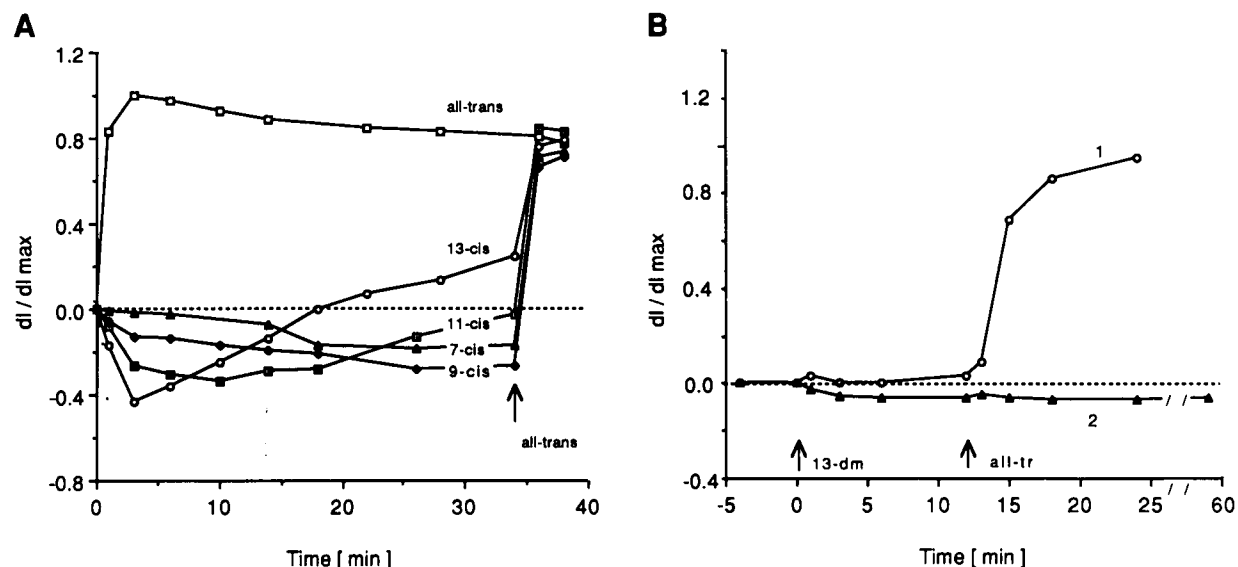 A
1.2
0.8
0.4
0.0
-0.4
-0.8
dI / dI max
all-trans
13-cis
11-cis
7-cis
9-cis
all-trans
0
10
20
30
40
Time [ min ]
B
1.2
0.8
0.4
0.0
-0.4
dI / dI max
1
2
13-dm
all-tr
/ /
/ /
-5
0
5
10
15
20
25
60
Time [ min ]